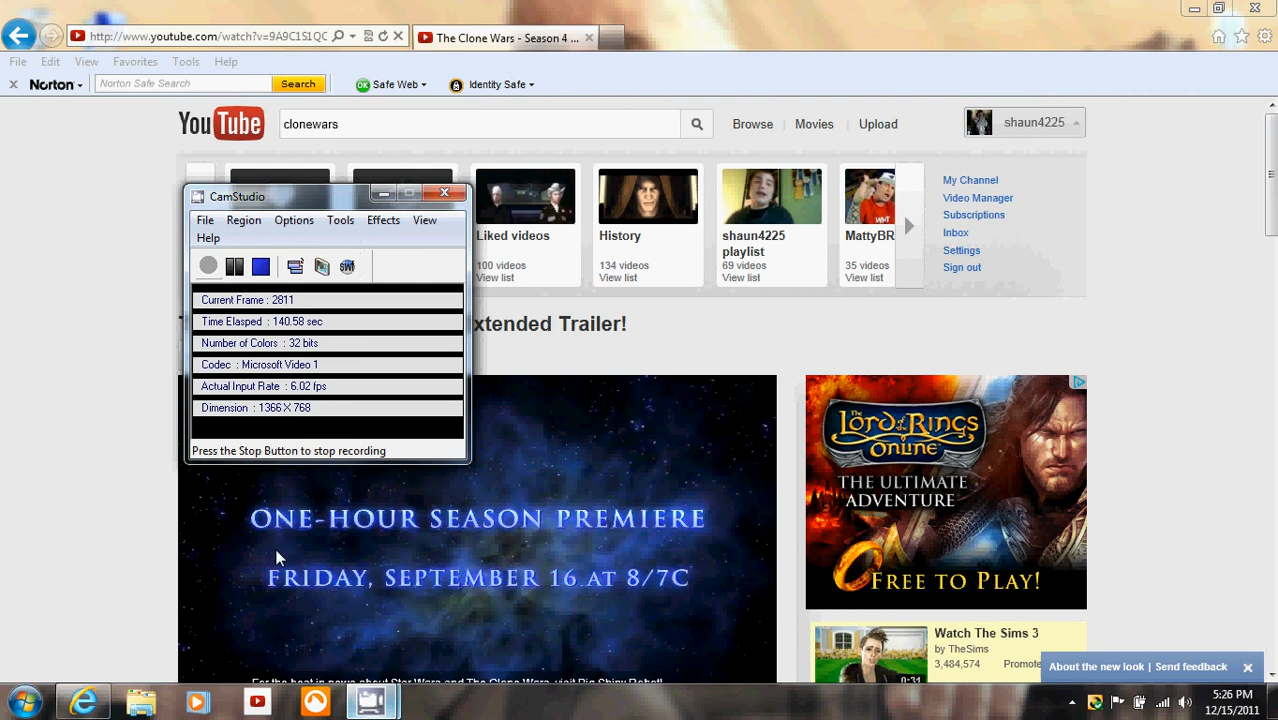 http://www.youtube.com/watch?v=9A9C1S1QC
The Clone Wars - Season 4 ...
File Edit View Favorites Tools Help
Norton
Norton Safe Search
Search
OK Safe Web
Identity Safe
YouTube
clonewars
Browse Movies Upload
shaun4225
Liked videos
100 videos
View list
History
134 videos
View list
shaun4225
playlist
69 videos
View list
MattyBR
35 videos
View list
My Channel
Video Manager
Subscriptions
Inbox
Settings
Sign out
CamStudio
File Region Options Tools Effects View
Help
SWF
Current Frame : 2811
Time Elasped : 140.58 sec
Number of Colors : 32 bits
Codec : Microsoft Video 1
Actual Input Rate : 6.02 fps
Dimension : 1366 X 768
Press the Stop Button to stop recording
xtended Trailer!
ONE-HOUR SEASON PREMIERE
FRIDAY, SEPTEMBER 16 AT 8/7C
The Lord of the Rings
Online
THE ULTIMATE
ADVENTURE
FREE TO PLAY!
Watch The Sims 3
by TheSims
3,484,574 Promote
0:31
About the new look | Send feedback
5:26 PM
12/15/2011